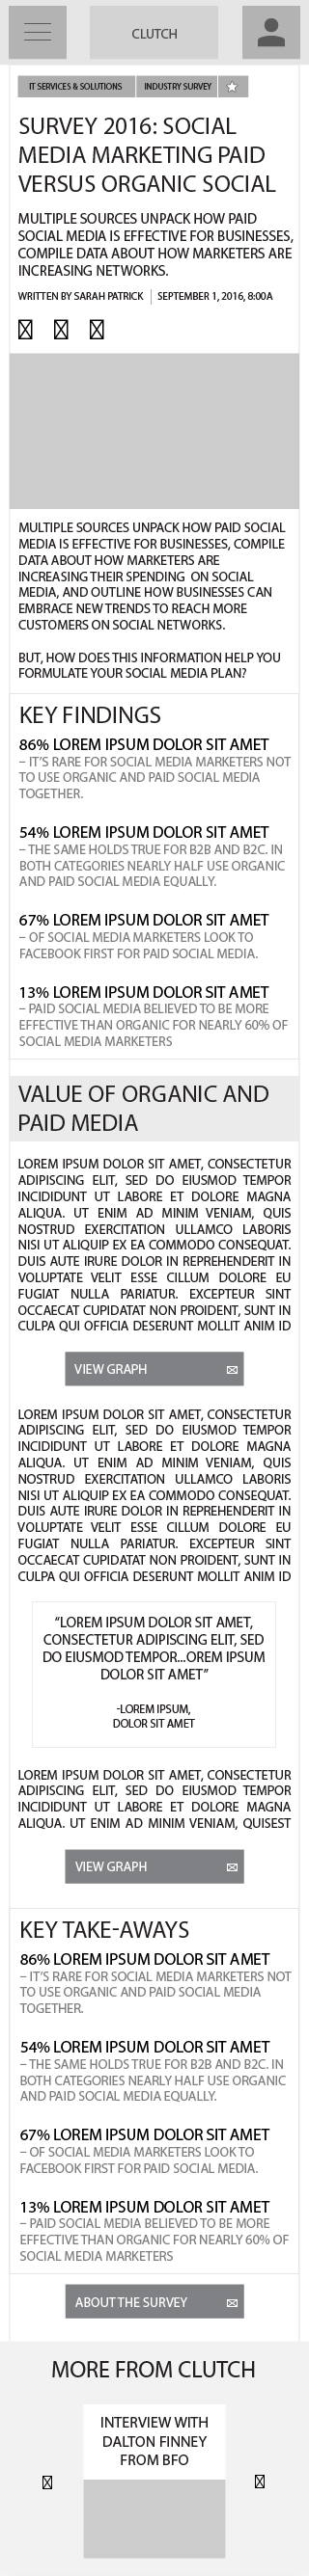 CLUTCH
IT SERVICES & SOLUTIONS INDUSTRY SURVEY
SURVEY 2016: SOCIAL
MEDIA MARKETING PAID
VERSUS ORGANIC SOCIAL
MULTIPLE SOURCES UNPACK HOW PAID
SOCIAL MEDIA IS EFFECTIVE FOR BUSINESSES,
COMPILE DATA ABOUT HOW MARKETERS ARE
INCREASING NETWORKS.
WRITTEN BY SARAH PATRICK SEPTEMBER 1, 2016, 8:00A
MULTIPLE SOURCES UNPACK HOW PAID SOCIAL
MEDIA IS EFFECTIVE FOR BUSINESSES, COMPILE
DATA ABOUT HOW MARKETERS ARE
INCREASING THEIR SPENDING ON SOCIAL
MEDIA, AND OUTLINE HOW BUSINESSES CAN
EMBRACE NEW TRENDS TO REACH MORE
CUSTOMERS ON SOCIAL NETWORKS.
BUT, HOW DOES THIS INFORMATION HELP YOU
FORMULATE YOUR SOCIAL MEDIA PLAN?
KEY FINDINGS
86% LOREM IPSUM DOLOR SIT AMET
– IT'S RARE FOR SOCIAL MEDIA MARKETERS NOT
TO USE ORGANIC AND PAID SOCIAL MEDIA
TOGETHER.
54% LOREM IPSUM DOLOR SIT AMET
– THE SAME HOLDS TRUE FOR B2B AND B2C. IN
BOTH CATEGORIES NEARLY HALF USE ORGANIC
AND PAID SOCIAL MEDIA EQUALLY.
67% LOREM IPSUM DOLOR SIT AMET
– OF SOCIAL MEDIA MARKETERS LOOK TO
FACEBOOK FIRST FOR PAID SOCIAL MEDIA.
13% LOREM IPSUM DOLOR SIT AMET
– PAID SOCIAL MEDIA BELIEVED TO BE MORE
EFFECTIVE THAN ORGANIC FOR NEARLY 60% OF
SOCIAL MEDIA MARKETERS
VALUE OF ORGANIC AND
PAID MEDIA
LOREM IPSUM DOLOR SIT AMET, CONSECTETUR
ADIPISCING ELIT, SED DO EIUSMOD TEMPOR
INCIDIDUNT UT LABORE ET DOLORE MAGNA
ALIQUA. UT ENIM AD MINIM VENIAM, QUIS
NOSTRUD EXERCITATION ULLAMCO LABORIS
NISI UT ALIQUIP EX EA COMMODO CONSEQUAT.
DUIS AUTE IRURE DOLOR IN REPREHENDERIT IN
VOLUPTATE VELIT ESSE CILLUM DOLORE EU
FUGIAT NULLA PARIATUR. EXCEPTEUR SINT
OCCAECAT CUPIDATAT NON PROIDENT, SUNT IN
CULPA QUI OFFICIA DESERUNT MOLLIT ANIM ID
VIEW GRAPH
LOREM IPSUM DOLOR SIT AMET, CONSECTETUR
ADIPISCING ELIT, SED DO EIUSMOD TEMPOR
INCIDIDUNT UT LABORE ET DOLORE MAGNA
ALIQUA. UT ENIM AD MINIM VENIAM, QUIS
NOSTRUD EXERCITATION ULLAMCO LABORIS
NISI UT ALIQUIP EX EA COMMODO CONSEQUAT.
DUIS AUTE IRURE DOLOR IN REPREHENDERIT IN
VOLUPTATE VELIT ESSE CILLUM DOLORE EU
FUGIAT NULLA PARIATUR. EXCEPTEUR SINT
OCCAECAT CUPIDATAT NON PROIDENT, SUNT IN
CULPA QUI OFFICIA DESERUNT MOLLIT ANIM ID
“LOREM IPSUM DOLOR SIT AMET,
CONSECTETUR ADIPISCING ELIT, SED
DO EIUSMOD TEMPOR...OREM IPSUM
DOLOR SIT AMET”
-LOREM IPSUM,
DOLOR SIT AMET
LOREM IPSUM DOLOR SIT AMET, CONSECTETUR
ADIPISCING ELIT, SED DO EIUSMOD TEMPOR
INCIDIDUNT UT LABORE ET DOLORE MAGNA
ALIQUA. UT ENIM AD MINIM VENIAM, QUISEST
VIEW GRAPH
KEY TAKE-AWAYS
86% LOREM IPSUM DOLOR SIT AMET
– IT'S RARE FOR SOCIAL MEDIA MARKETERS NOT
TO USE ORGANIC AND PAID SOCIAL MEDIA
TOGETHER.
54% LOREM IPSUM DOLOR SIT AMET
– THE SAME HOLDS TRUE FOR B2B AND B2C. IN
BOTH CATEGORIES NEARLY HALF USE ORGANIC
AND PAID SOCIAL MEDIA EQUALLY.
67% LOREM IPSUM DOLOR SIT AMET
– OF SOCIAL MEDIA MARKETERS LOOK TO
FACEBOOK FIRST FOR PAID SOCIAL MEDIA.
13% LOREM IPSUM DOLOR SIT AMET
– PAID SOCIAL MEDIA BELIEVED TO BE MORE
EFFECTIVE THAN ORGANIC FOR NEARLY 60% OF
SOCIAL MEDIA MARKETERS
ABOUT THE SURVEY
MORE FROM CLUTCH
INTERVIEW WITH
DALTON FINNEY
FROM BFO